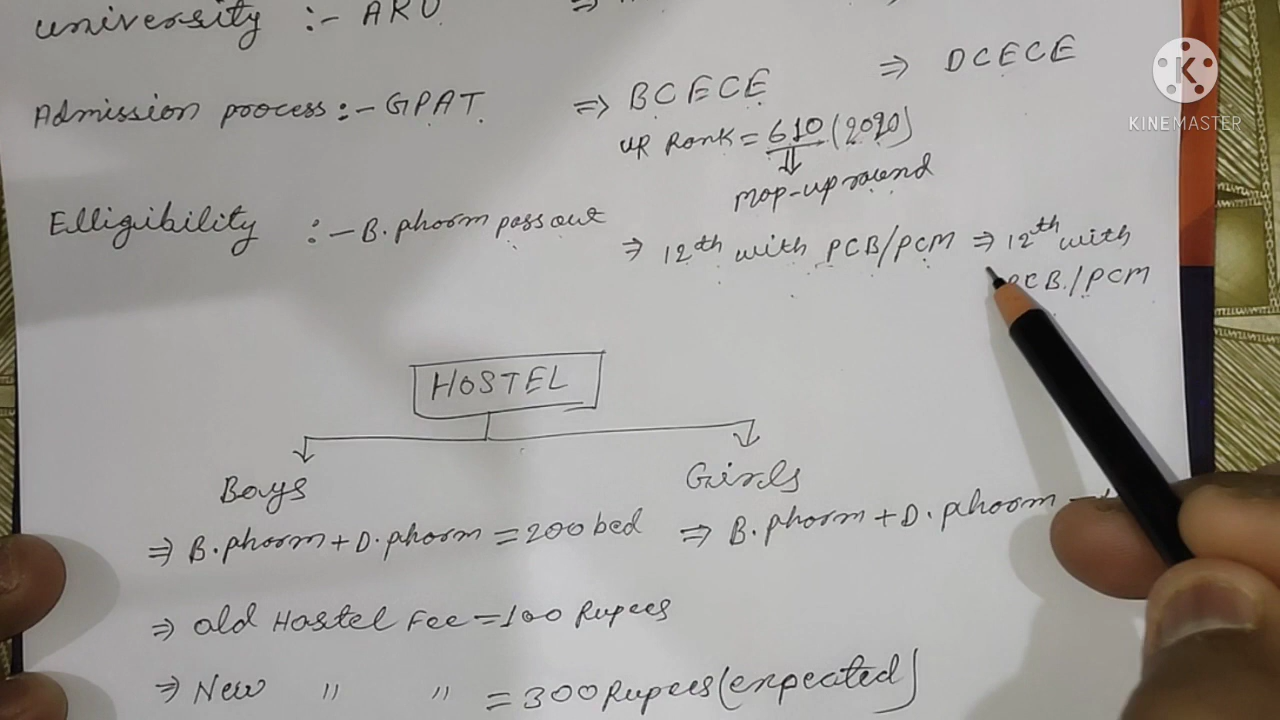 university :- AKU =>
Admission process:- GPAT. => BCECE => DCECE
UR Rank = 610 (2020)
mop-up round
KINEMASTER
Elligibility :- B.pharm pass out => 12th with PCB/PCM => 12th with
PCB./PCM
HOSTEL
Boys Girls
=> B.pharm + D.pharm = 200 bed => B.pharm + D.pharm =
=> old Hostel Fee = 100 Rupees
=> New " " = 300 Rupees (expeated)